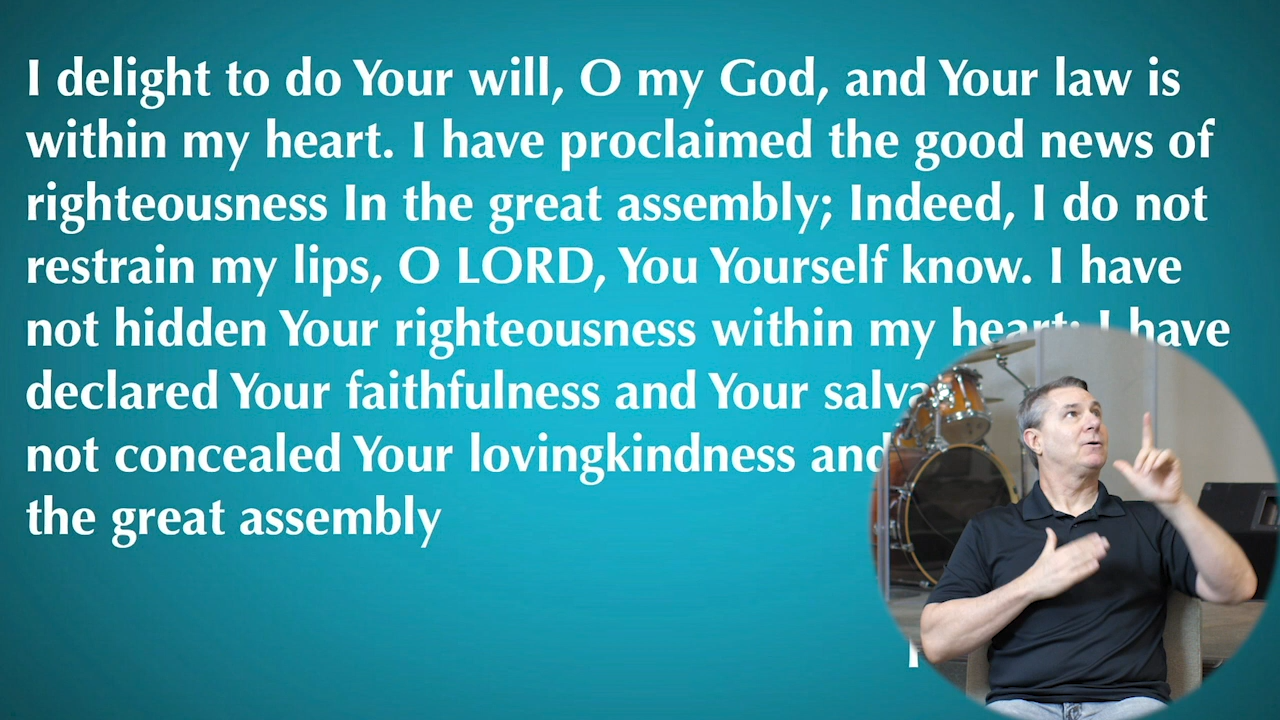 I delight to do Your will, O my God, and Your law is
within my heart. I have proclaimed the good news of
righteousness In the great assembly; Indeed, I do not
restrain my lips, O LORD, You Yourself know. I have
not hidden Your righteousness within my heart; I have
declared Your faithfulness and Your
not concealed Your lovingkindness and
the great assembly